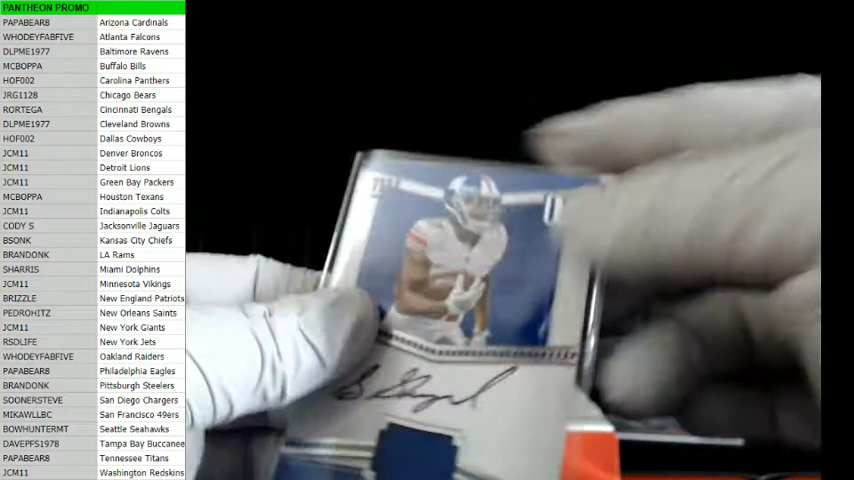 PANTHEON PROMO
PAPABEAR8 Arizona Cardinals
WHODEYFABFIVE Atlanta Falcons
DLPME1977 Baltimore Ravens
MCBOPPA Buffalo Bills
HOF002 Carolina Panthers
JRG1128 Chicago Bears
RORTEGA Cincinnati Bengals
DLPME1977 Cleveland Browns
HOF002 Dallas Cowboys
JCM11 Denver Broncos
JCM11 Detroit Lions
JCM11 Green Bay Packers
MCBOPPA Houston Texans
JCM11 Indianapolis Colts
CODY S Jacksonville Jaguars
BSONK Kansas City Chiefs
BRANDONK LA Rams
SHARRIS Miami Dolphins
JCM11 Minnesota Vikings
BRIZZLE New England Patriots
PEDROHITZ New Orleans Saints
JCM11 New York Giants
RSDLIFE New York Jets
WHODEYFABFIVE Oakland Raiders
PAPABEAR8 Philadelphia Eagles
BRANDONK Pittsburgh Steelers
SOONERSTEVE San Diego Chargers
MIKAWLLBC San Francisco 49ers
BOWHUNTERMT Seattle Seahawks
DAVEPFS1978 Tampa Bay Buccanee
PAPABEAR8 Tennessee Titans
JCM11 Washington Redskins